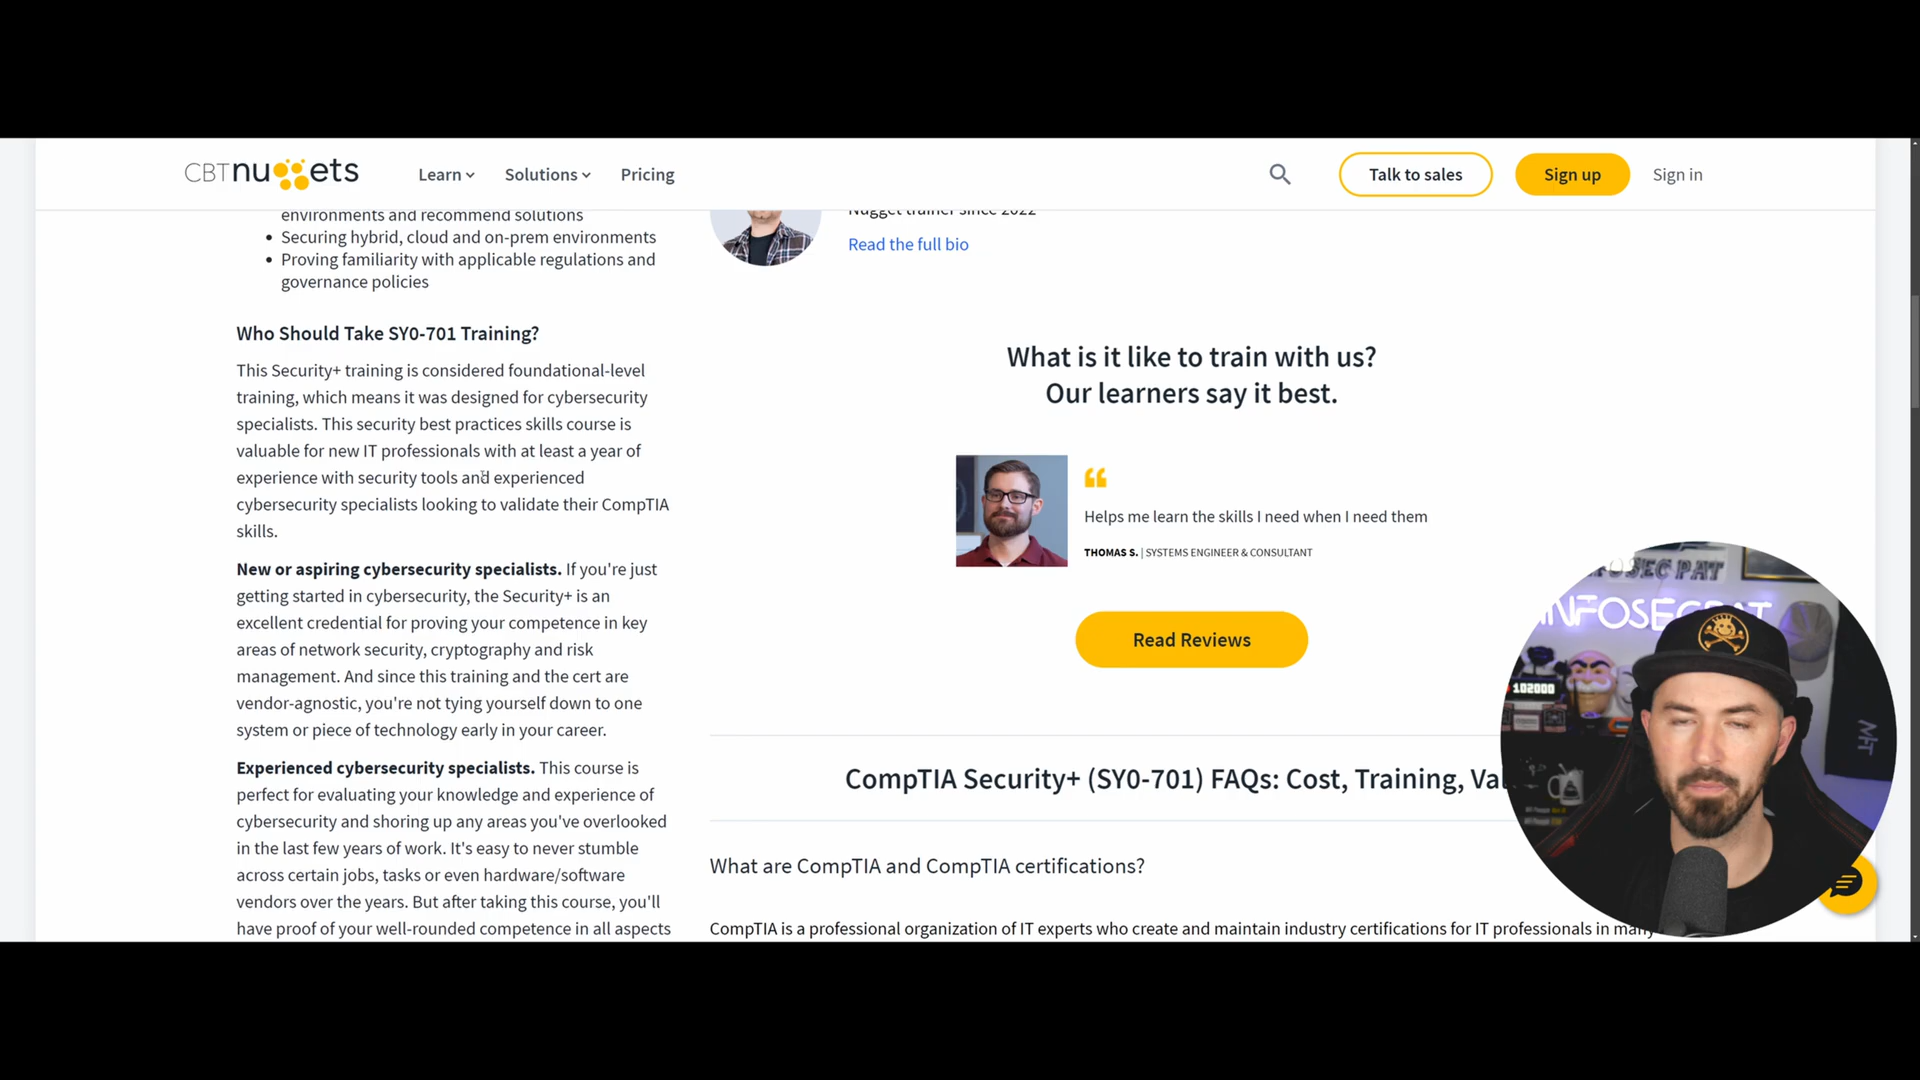 CBTnuggets
Learn
Solutions
Pricing
Talk to sales
Sign up
Sign in
environments and recommend solutions
• Securing hybrid, cloud and on-prem environments
• Proving familiarity with applicable regulations and
governance policies
Who Should Take SY0-701 Training?
This Security+ training is considered foundational-level
training, which means it was designed for cybersecurity
specialists. This security best practices skills course is
valuable for new IT professionals with at least a year of
experience with security tools and experienced
cybersecurity specialists looking to validate their CompTIA
skills.
New or aspiring cybersecurity specialists. If you're just
getting started in cybersecurity, the Security+ is an
excellent credential for proving your competence in key
areas of network security, cryptography and risk
management. And since this training and the cert are
vendor-agnostic, you're not tying yourself down to one
system or piece of technology early in your career.
Experienced cybersecurity specialists. This course is
perfect for evaluating your knowledge and experience of
cybersecurity and shoring up any areas you've overlooked
in the last few years of work. It's easy to never stumble
across certain jobs, tasks or even hardware/software
vendors over the years. But after taking this course, you'll
have proof of your well-rounded competence in all aspects
Nugget trainer since 2022
Read the full bio
What is it like to train with us?
Our learners say it best.
“
Helps me learn the skills I need when I need them
THOMAS S. | SYSTEMS ENGINEER & CONSULTANT
Read Reviews
CompTIA Security+ (SY0-701) FAQs: Cost, Training, Val
What are CompTIA and CompTIA certifications?
CompTIA is a professional organization of IT experts who create and maintain industry certifications for IT professionals in many
FOSEC PAT
INFOSEC PAT
102000